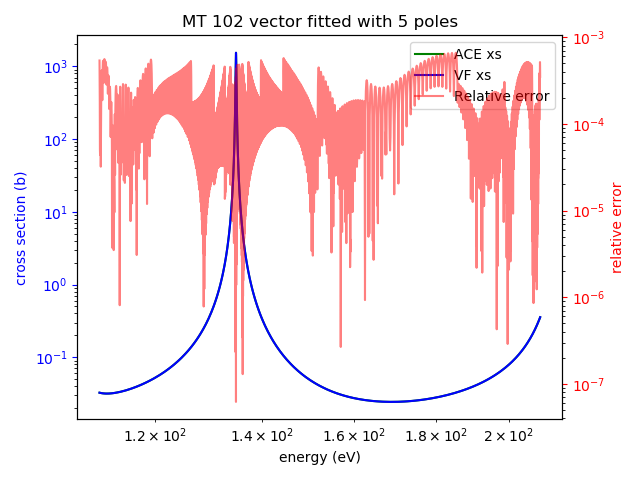 MT 102 vector fitted with 5 poles
ACE xs
VF xs
Relative error
10³
10²
10¹
10⁰
10⁻¹
cross section (b)
10⁻³
10⁻⁴
10⁻⁵
10⁻⁶
10⁻⁷
relative error
1.2 × 10² 1.4 × 10² 1.6 × 10² 1.8 × 10² 2 × 10²
energy (eV)